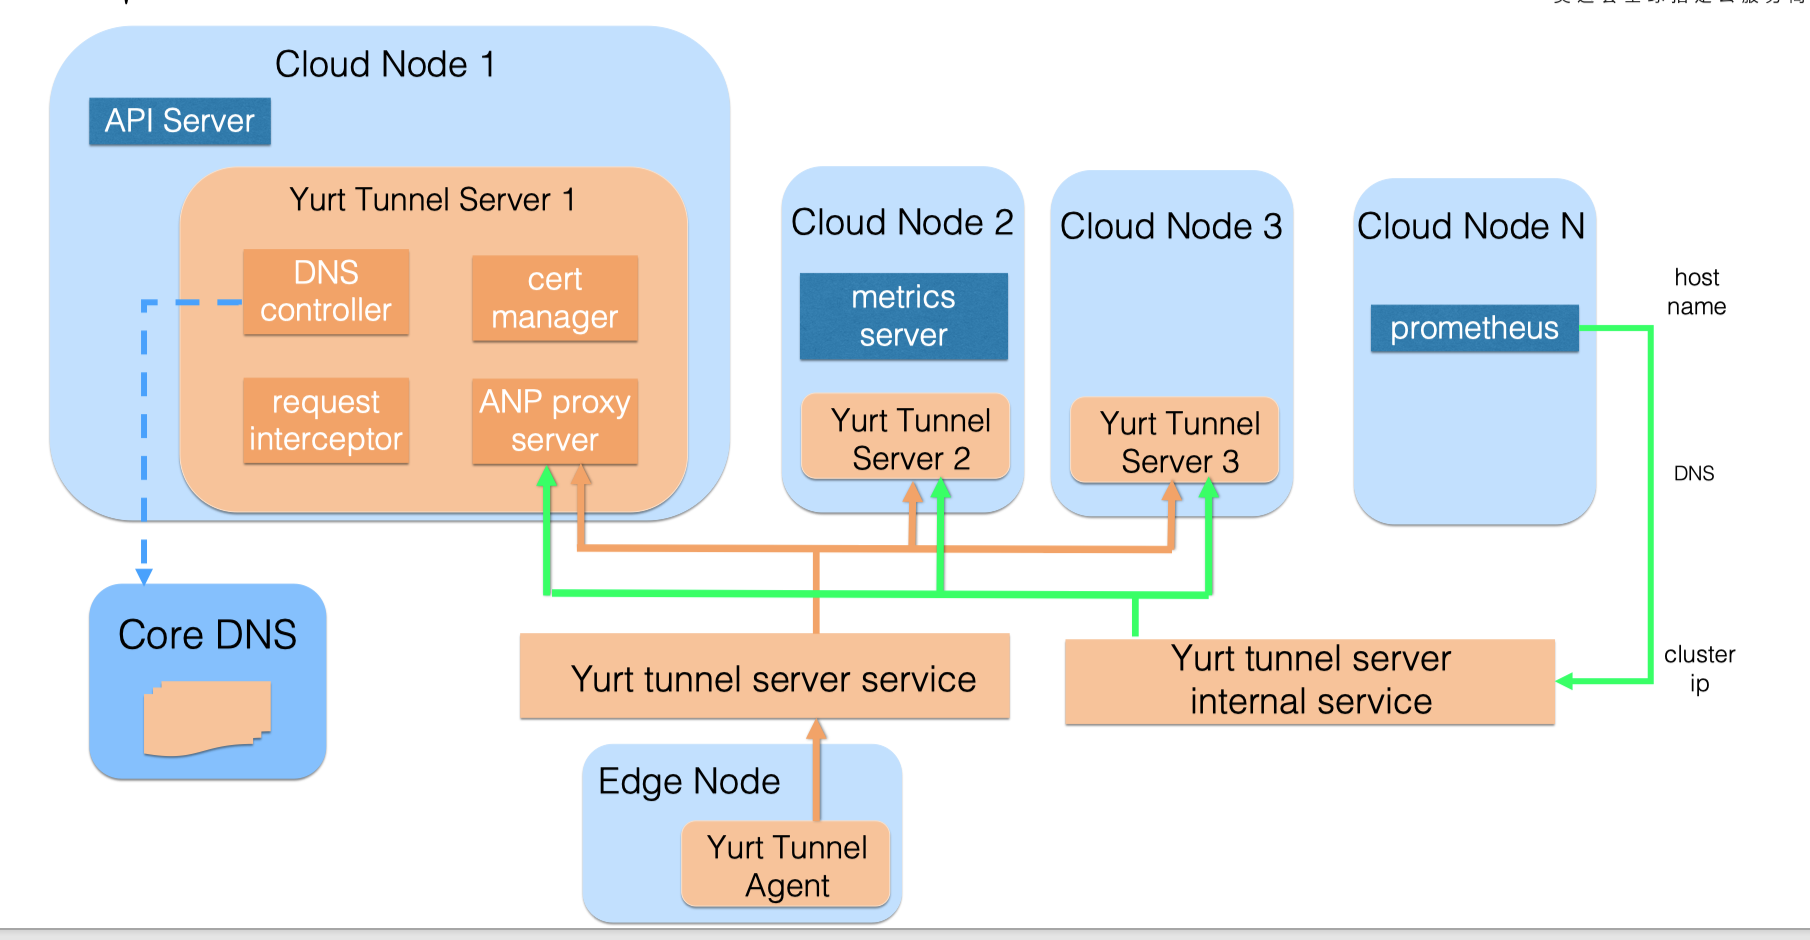 Cloud Node 1
API Server
Yurt Tunnel Server 1
DNS
controller
cert
manager
request
interceptor
ANP proxy
server
Cloud Node 2
metrics
server
Yurt Tunnel
Server 2
Cloud Node 3
Yurt Tunnel
Server 3
Cloud Node N
prometheus
host
name
DNS
cluster
ip
Core DNS
Yurt tunnel server service
Yurt tunnel server
internal service
Edge Node
Yurt Tunnel
Agent